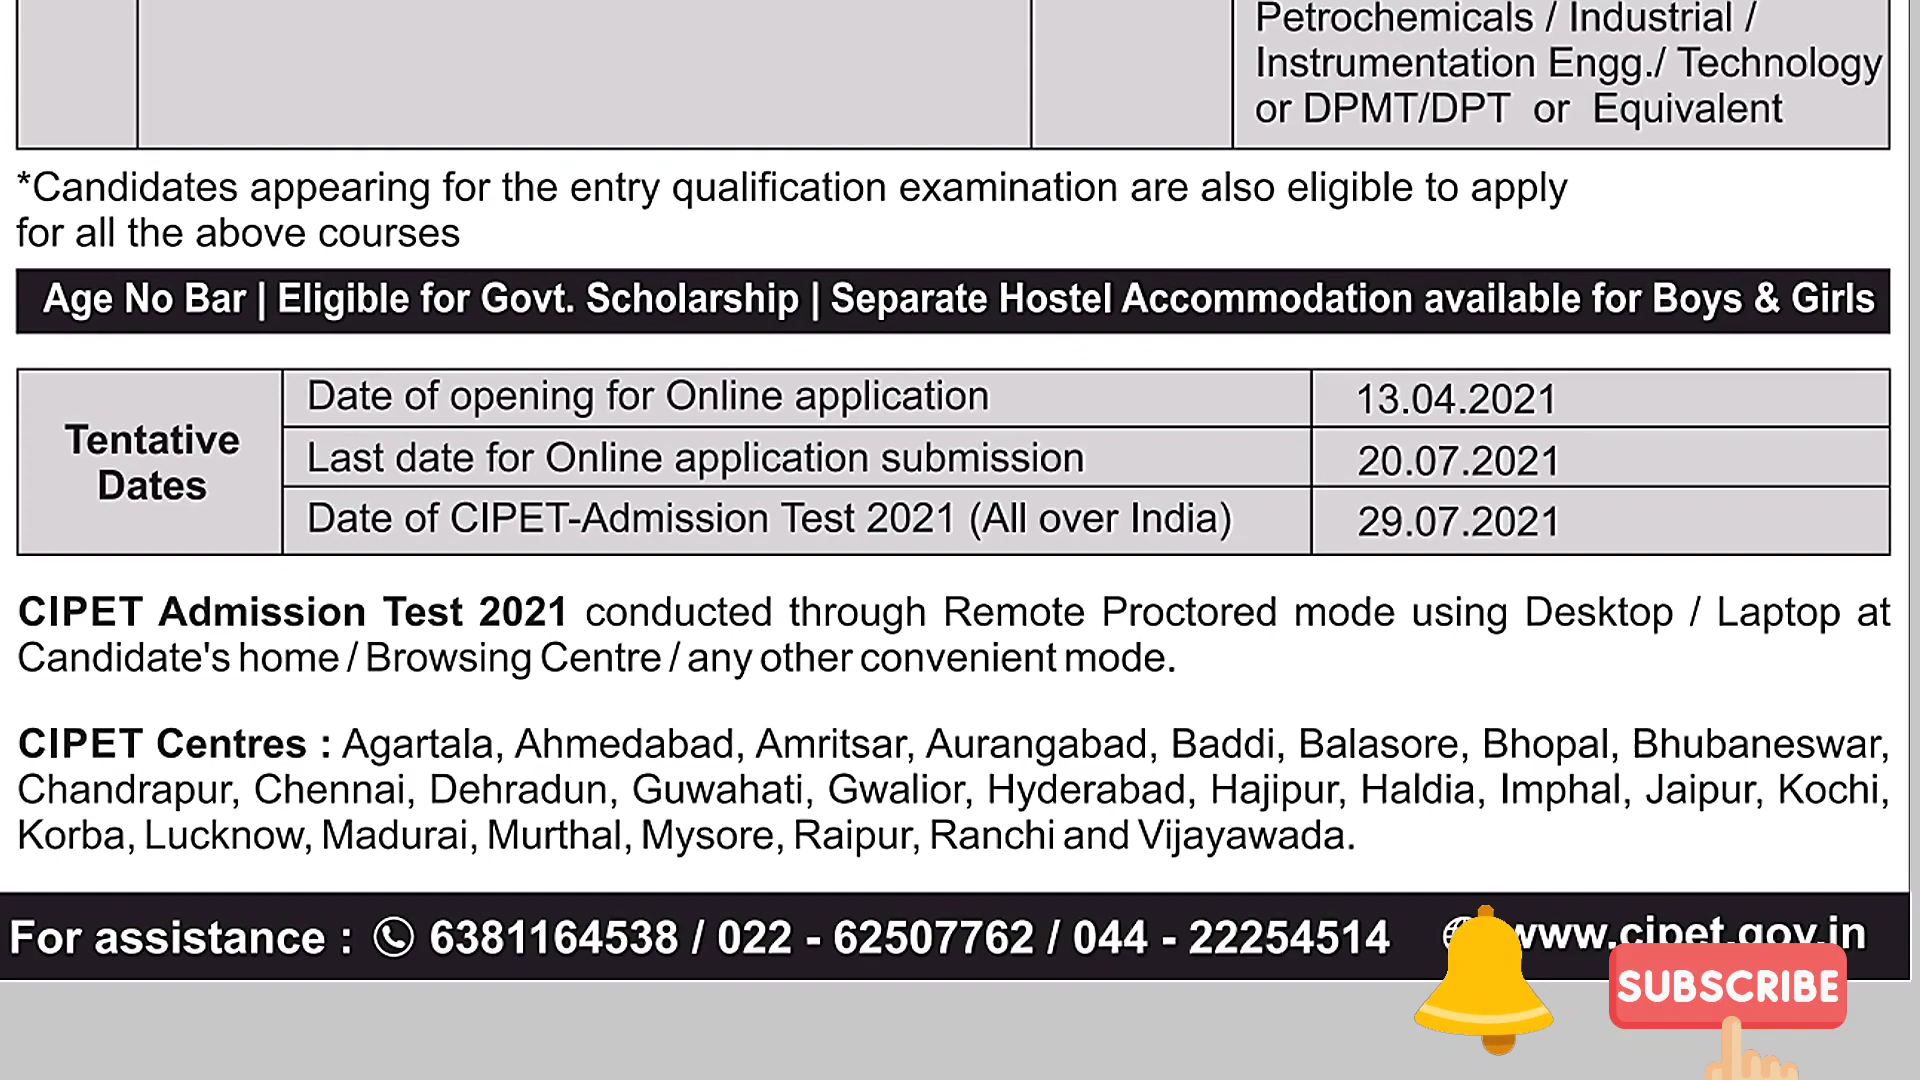 Petrochemicals / Industrial /
Instrumentation Engg./ Technology
or DPMT/DPT or Equivalent
*Candidates appearing for the entry qualification examination are also eligible to apply
for all the above courses
Age No Bar | Eligible for Govt. Scholarship | Separate Hostel Accommodation available for Boys & Girls
Tentative
Dates
Date of opening for Online application 13.04.2021
Last date for Online application submission 20.07.2021
Date of CIPET-Admission Test 2021 (All over India) 29.07.2021
CIPET Admission Test 2021 conducted through Remote Proctored mode using Desktop / Laptop at
Candidate's home / Browsing Centre / any other convenient mode.
CIPET Centres : Agartala, Ahmedabad, Amritsar, Aurangabad, Baddi, Balasore, Bhopal, Bhubaneswar,
Chandrapur, Chennai, Dehradun, Guwahati, Gwalior, Hyderabad, Hajipur, Haldia, Imphal, Jaipur, Kochi,
Korba, Lucknow, Madurai, Murthal, Mysore, Raipur, Ranchi and Vijayawada.
For assistance : 6381164538 / 022 - 62507762 / 044 - 22254514 www.cipet.gov.in
SUBSCRIBE